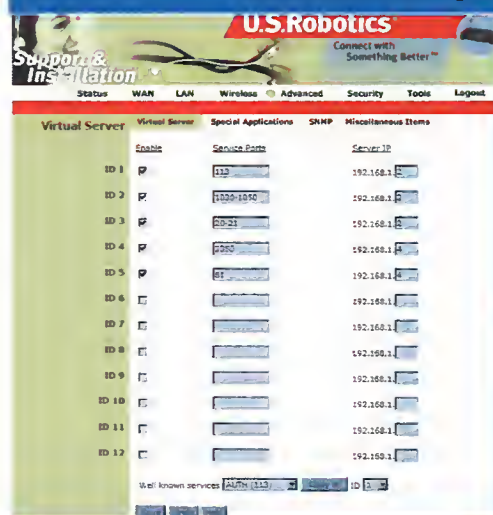 U.S.Robotics
Connect with
Something Better™
Support &
Installation
Status WAN LAN Wireless Advanced Security Tools Logout
Virtual Server Virtual Server Special Applications SNMP Miscellaneous Items
Enable Service Ports Server IP
ID 1 113 192.168.1.2
ID 2 192.168.1.
ID 3 20-21 192.168.1.
ID 4 192.168.1.4
ID 5 81 192.168.1.4
ID 6 192.168.1.
ID 7 192.168.1.
ID 8 192.168.1.
ID 9 192.168.1.
ID 10 192.168.1.
ID 11 192.168.1.
ID 12 192.168.1.
Well known services AUTH (113) ID 1